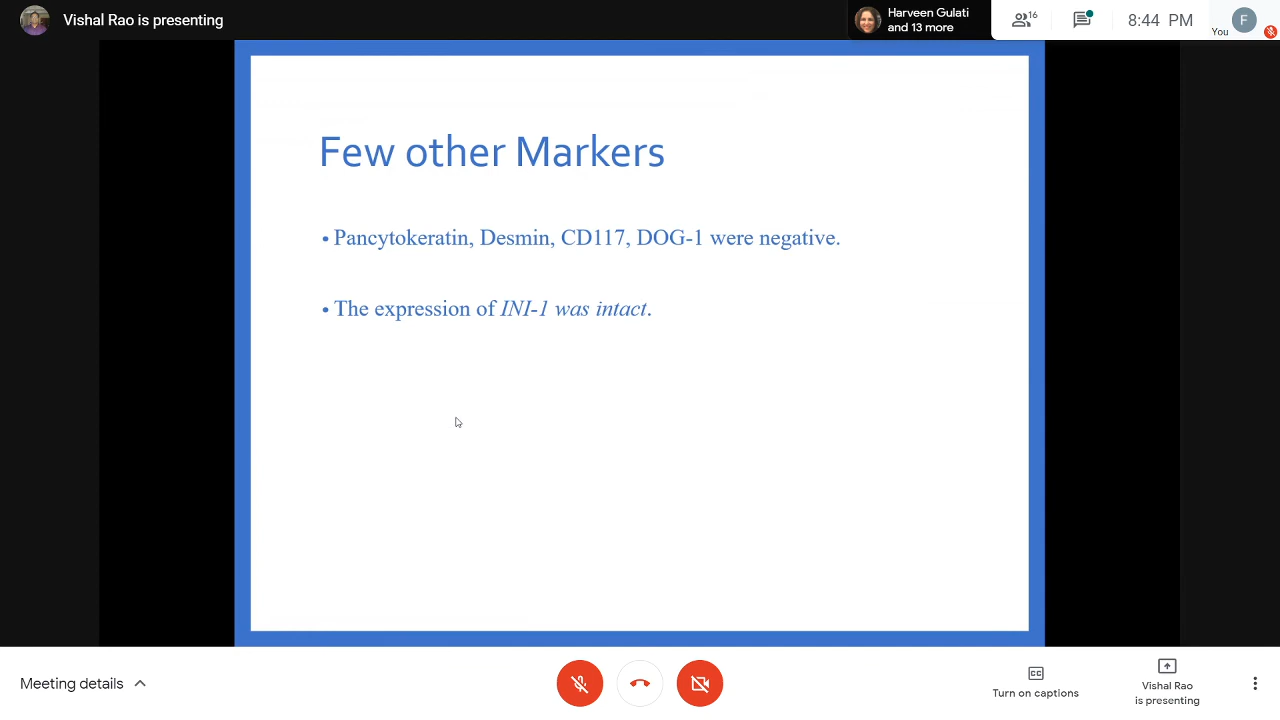 Vishal Rao is presenting
Harveen Gulati
and 13 more
16
8:44 PM
You
F
Few other Markers
• Pancytokeratin, Desmin, CD117, DOG-1 were negative.
• The expression of INI-1 was intact.
Meeting details
CC
Turn on captions
Vishal Rao
is presenting